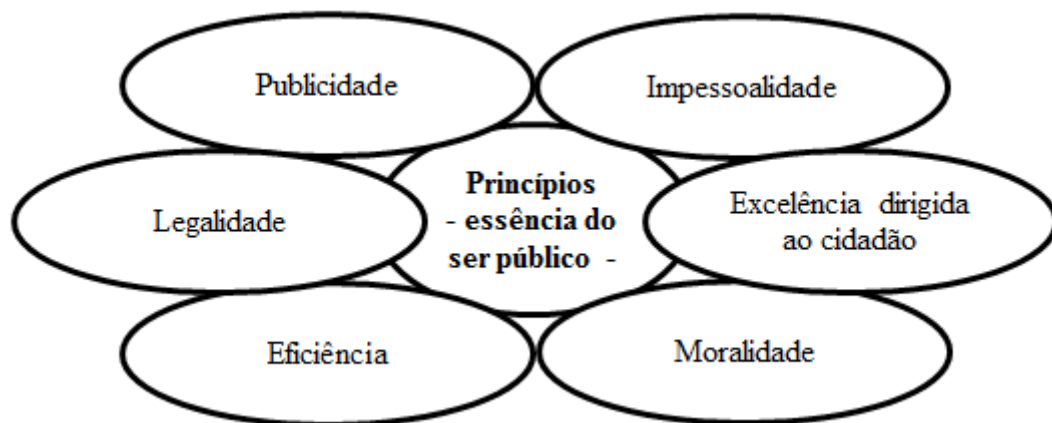 Publicidade
Impessoalidade
Princípios
- essência do
ser público -
Legalidade
Excelência dirigida
ao cidadão
Eficiência
Moralidade